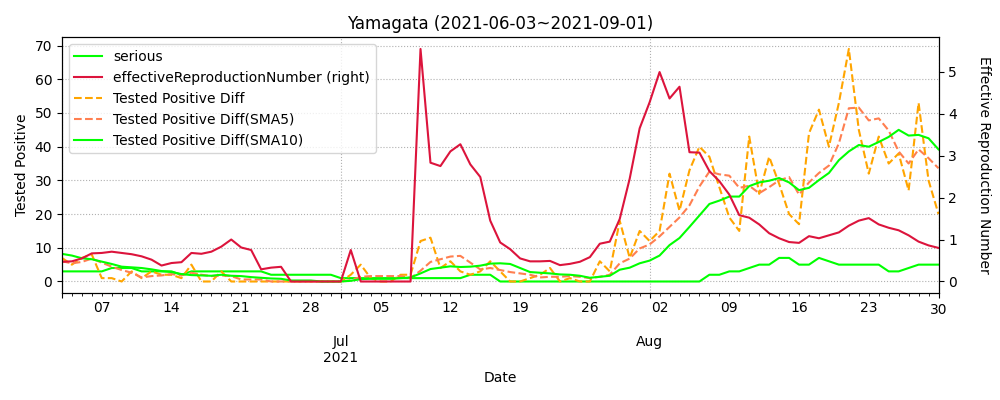 Yamagata (2021-06-03~2021-09-01)
serious
effectiveReproductionNumber (right)
Tested Positive Diff
Tested Positive Diff(SMA5)
Tested Positive Diff(SMA10)
Tested Positive
70
60
50
40
30
20
10
0
Effective Reproduction Number
5
4
3
2
1
0
07 14 21 28 05 12 19 26 02 09 16 23 30
Jul Aug
2021
Date